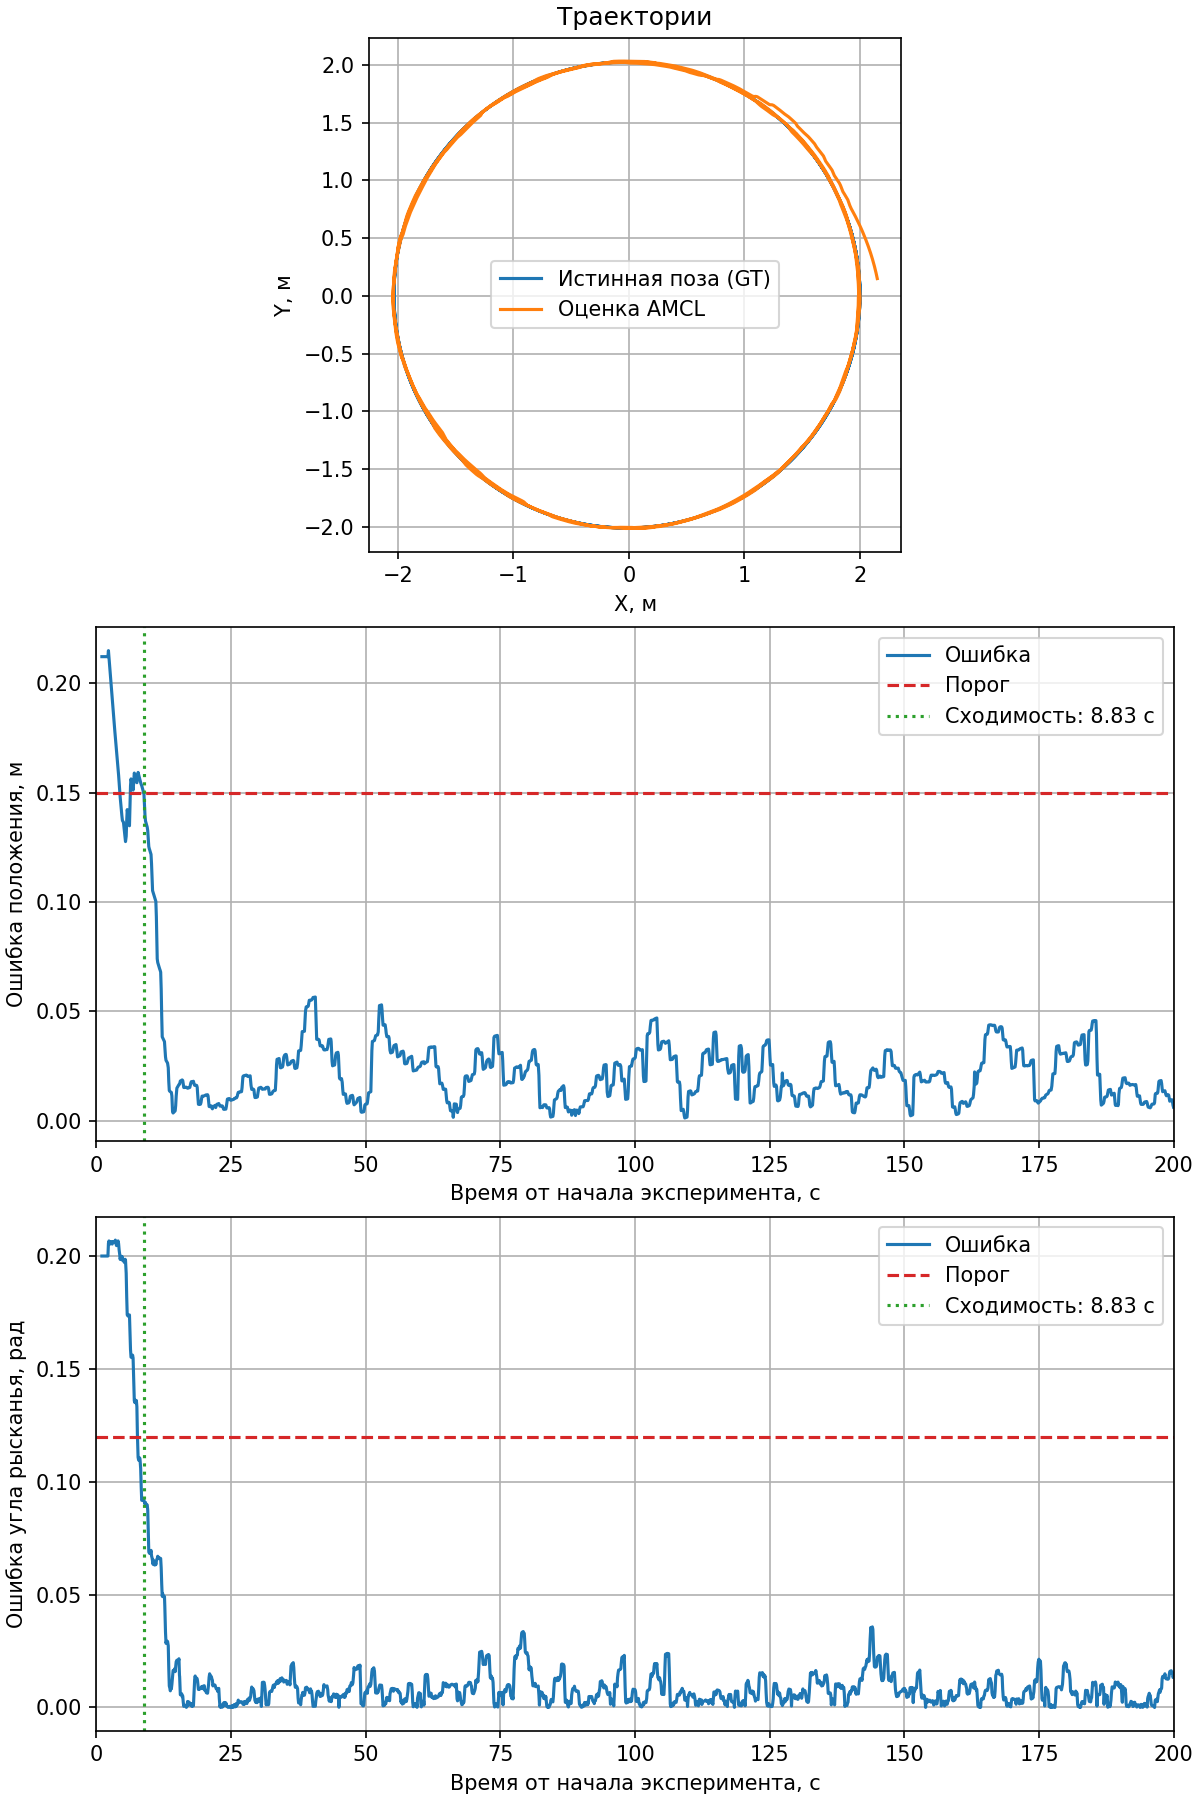 Траектории
2.0
1.5
1.0
0.5
0.0
−0.5
−1.0
−1.5
−2.0
Y, м
Истинная поза (GT)
Оценка AMCL
−2 −1 0 1 2
X, м
Ошибка
Порог
Сходимость: 8.83 с
0.20
0.15
0.10
0.05
0.00
Ошибка положения, м
0 25 50 75 100 125 150 175 200
Время от начала эксперимента, с
Ошибка
Порог
Сходимость: 8.83 с
0.20
0.15
0.10
0.05
0.00
Ошибка угла рысканья, рад
0 25 50 75 100 125 150 175 200
Время от начала эксперимента, с